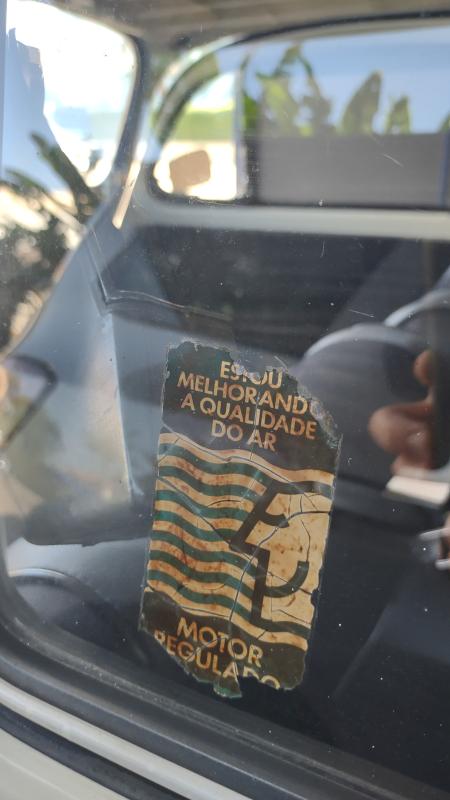 ESTOU
MELHORANDO
A QUALIDADE
DO AR
MOTOR
REGULADO